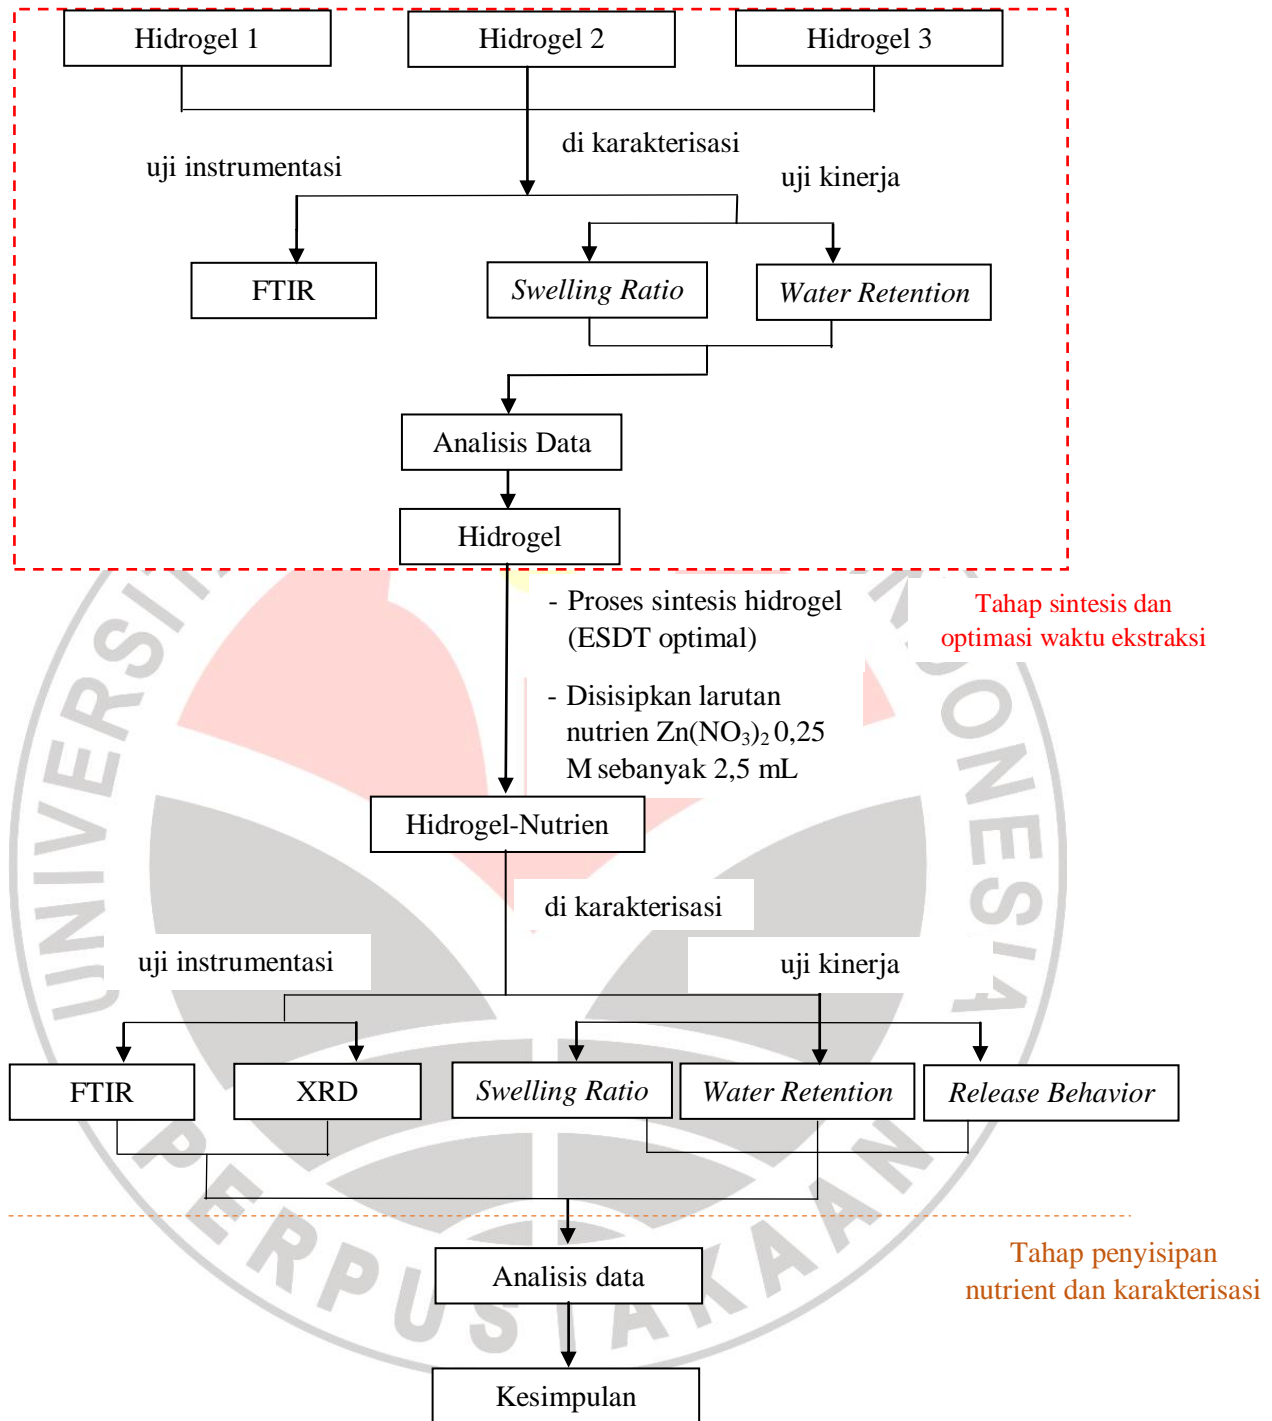 Hidrogel 1
Hidrogel 2
Hidrogel 3
di karakterisasi
uji instrumentasi
uji kinerja
FTIR
Swelling Ratio
Water Retention
Analisis Data
Hidrogel
- Proses sintesis hidrogel
(ESDT optimal)
- Disisipkan larutan
nutrien Zn(NO₃)₂ 0,25
M sebanyak 2,5 mL
Tahap sintesis dan
optimasi waktu ekstraksi
Hidrogel-Nutrien
di karakterisasi
uji instrumentasi
uji kinerja
FTIR
XRD
Swelling Ratio
Water Retention
Release Behavior
Analisis data
Tahap penyisipan
nutrient dan karakterisasi
Kesimpulan
UNIVERSIT
DONESIA
PERPUSTAKAAN